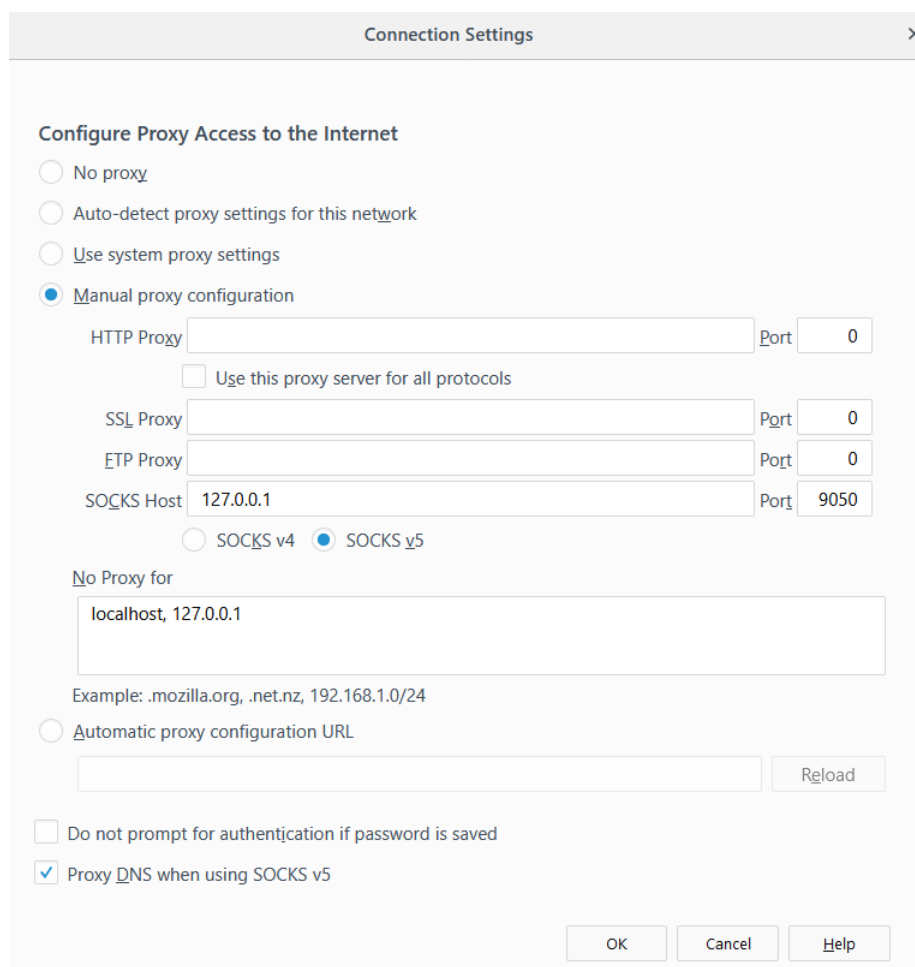 Connection Settings
Configure Proxy Access to the Internet
No proxy
Auto-detect proxy settings for this network
Use system proxy settings
Manual proxy configuration
HTTP Proxy Port 0
Use this proxy server for all protocols
SSL Proxy Port 0
FTP Proxy Port 0
SOCKS Host 127.0.0.1 Port 9050
SOCKS v4 SOCKS v5
No Proxy for
localhost, 127.0.0.1
Example: .mozilla.org, .net.nz, 192.168.1.0/24
Automatic proxy configuration URL
Reload
Do not prompt for authentication if password is saved
Proxy DNS when using SOCKS v5
OK Cancel Help